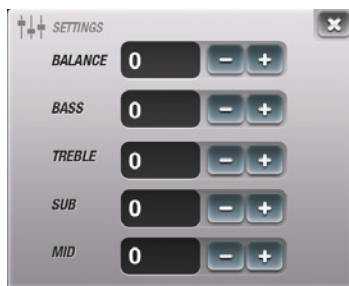 SETTINGS
BALANCE 0 - +
BASS 0 - +
TREBLE 0 - +
SUB 0 - +
MID 0 - +